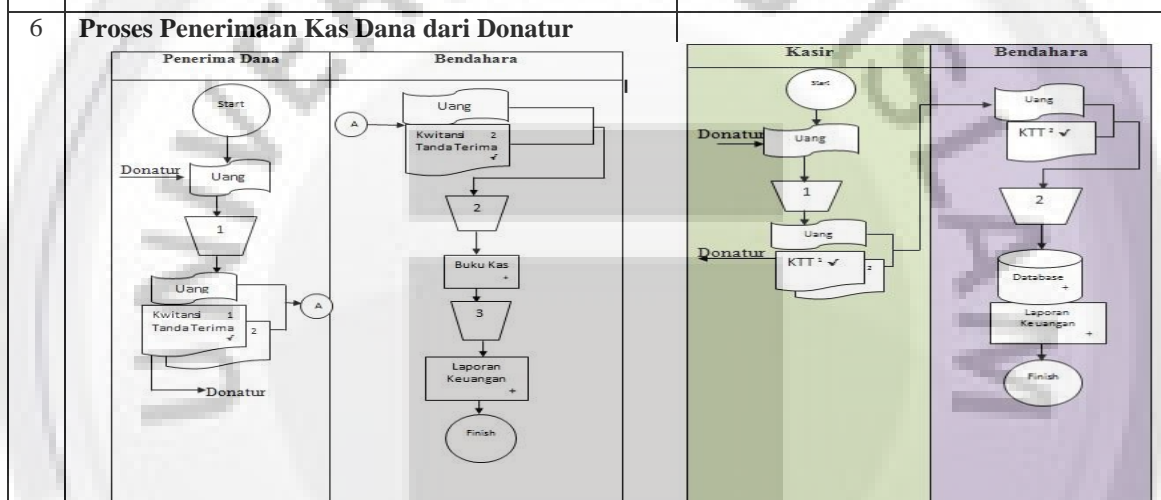 6 Proses Penerimaan Kas Dana dari Donatur
Penerima Dana
Start
Donatur
Uang
1
Uang
Kwitansi 1
Tanda Terima
✓
2
A
Donatur
Bendahara
A
Uang
Kwitansi 2
Tanda Terima
✓
2
Buku Kas
+
3
Laporan
Keuangan
+
Finish
Kasir
Start
Donatur
Uang
1
Uang
KTT 1 ✓
2
Donatur
Bendahara
Uang
KTT 2 ✓
2
Database
+
Laporan
Keuangan
+
Finish